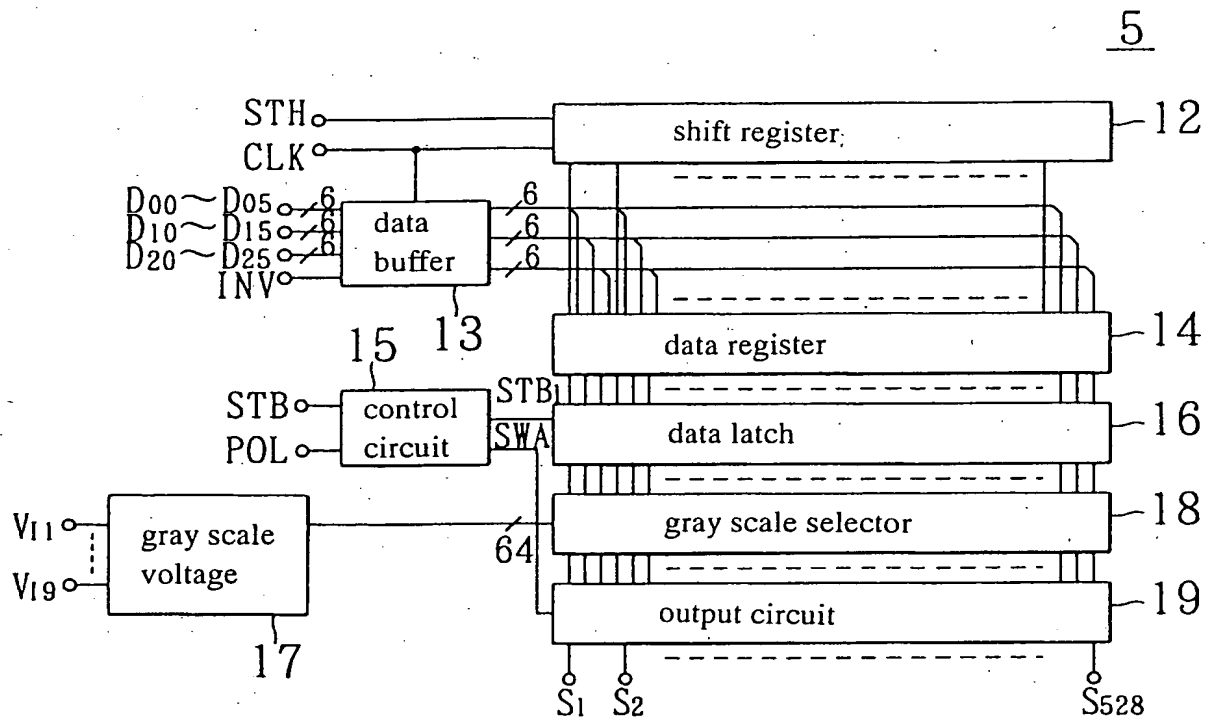 5
STH
shift register
12
CLK
D00~D05
6
6
D10~D15
6
data buffer
6
D20~D25
6
6
INV
13
data register
14
15
STB
control circuit
STB1
data latch
16
POL
SWA
VI1
gray scale voltage
64
gray scale selector
18
VI9
output circuit
19
17
S1
S2
S528